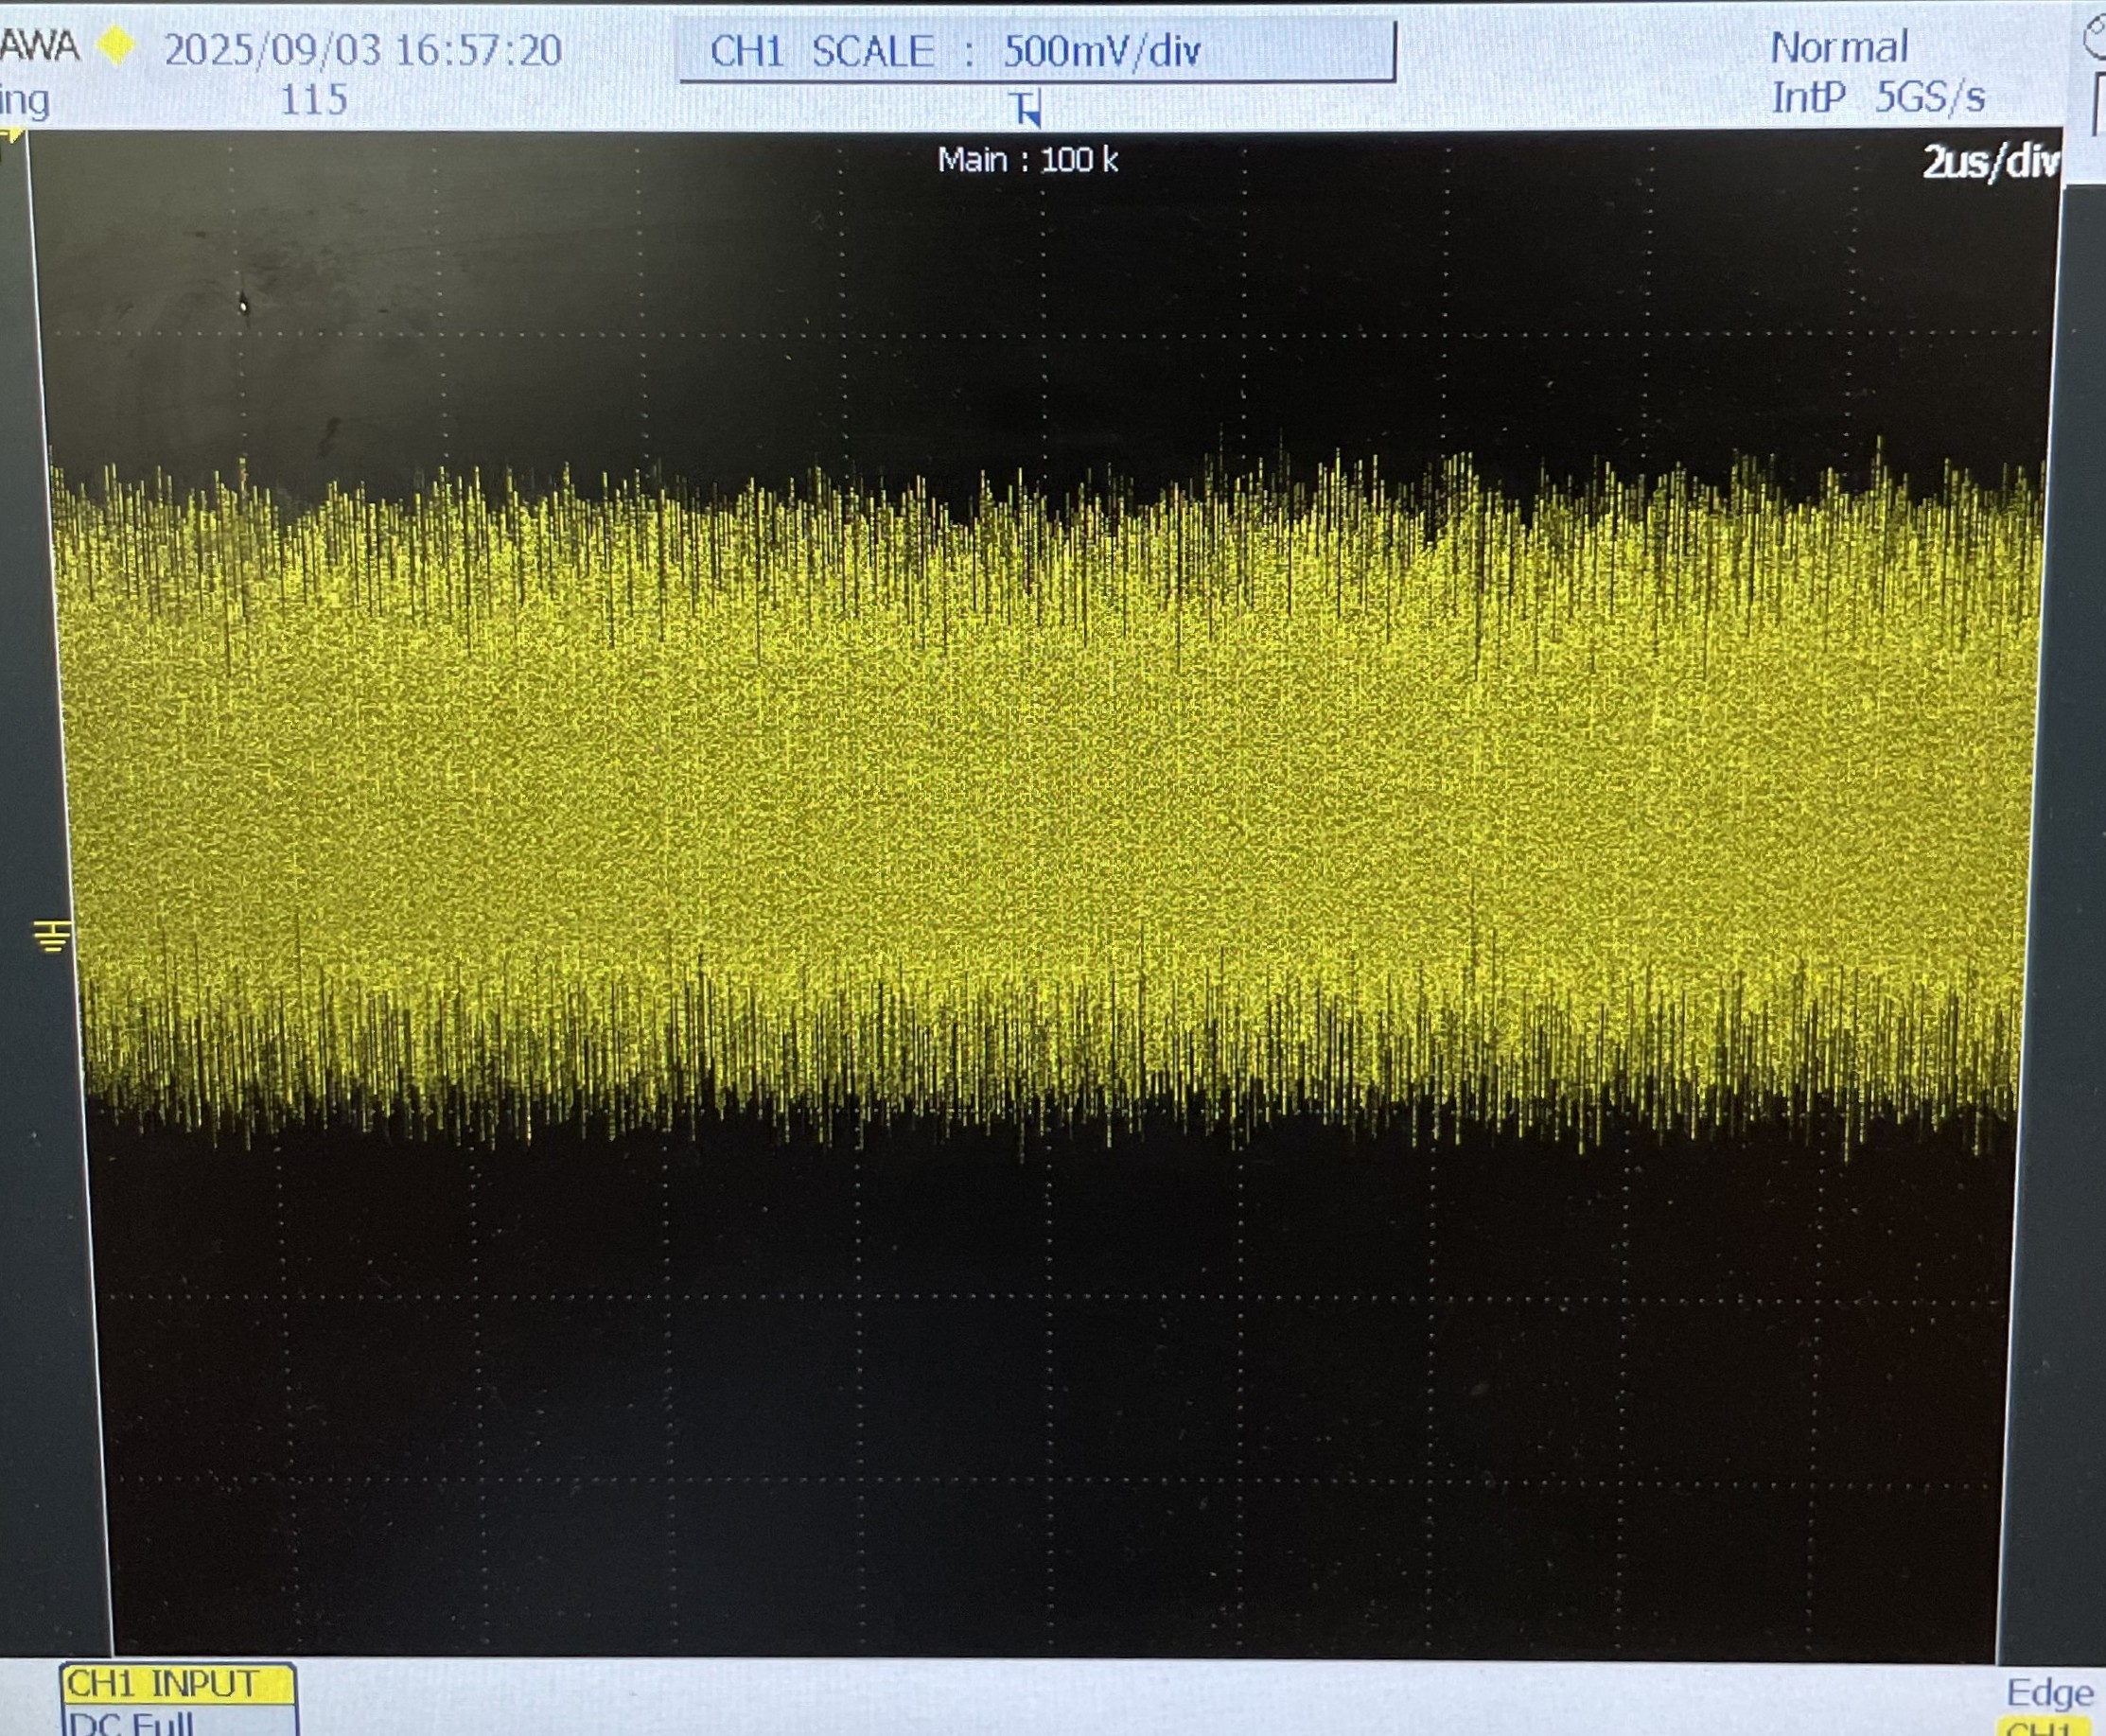 AWA 2025/09/03 16:57:20 CH1 SCALE : 500mV/div Normal
ing 115 IntP 5GS/s
T
Main : 100 k 2us/div
CH1 INPUT Edge
DC Full CH1